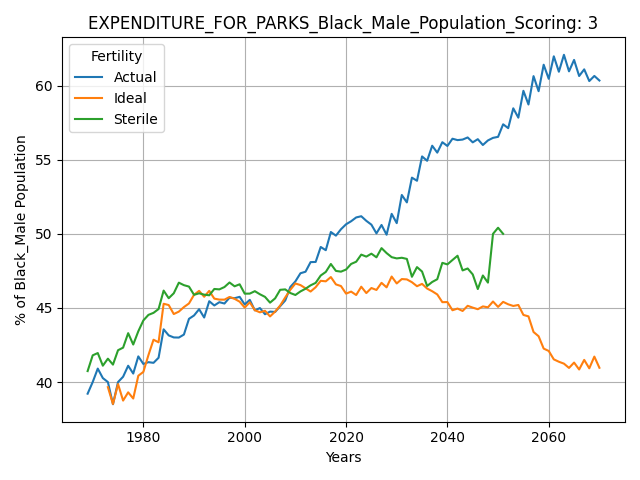 EXPENDITURE_FOR_PARKS_Black_Male_Population_Scoring: 3
Fertility
Actual
Ideal
Sterile
% of Black_Male Population
60
55
50
45
40
1980
2000
2020
2040
2060
Years